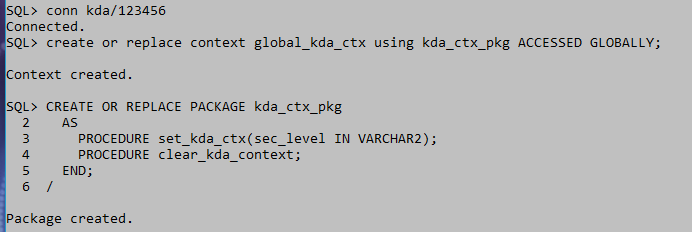 SQL> conn kda/123456
Connected.
SQL> create or replace context global_kda_ctx using kda_ctx_pkg ACCESSED GLOBALLY;
Context created.
SQL> CREATE OR REPLACE PACKAGE kda_ctx_pkg
2 AS
3 PROCEDURE set_kda_ctx(sec_level IN VARCHAR2);
4 PROCEDURE clear_kda_context;
5 END;
6 /
Package created.